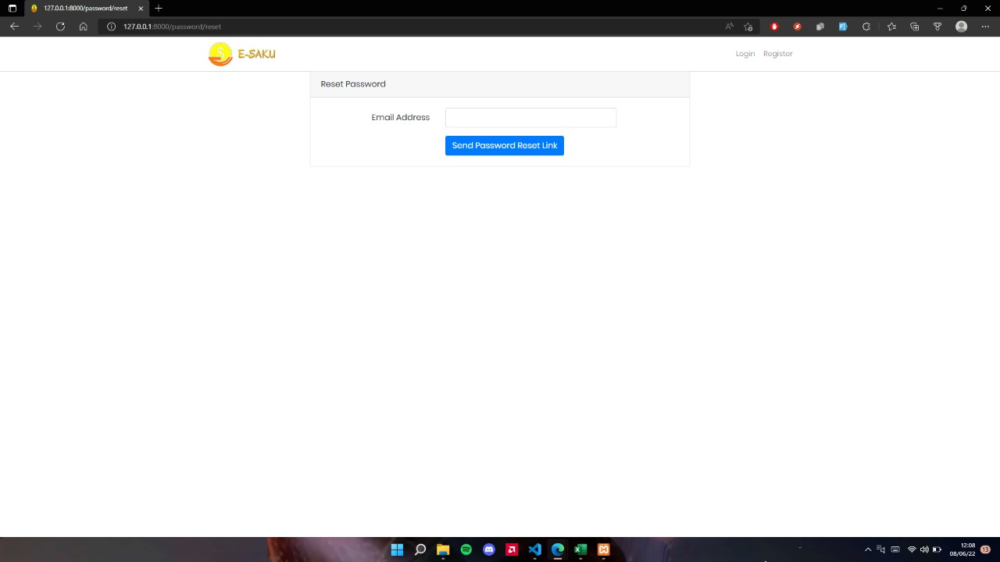 127.0.0.1:8000/password/reset
127.0.0.1:8000/password/reset
E-SAKU
Login Register
Reset Password
Email Address
Send Password Reset Link
12:08
08/06/22
13